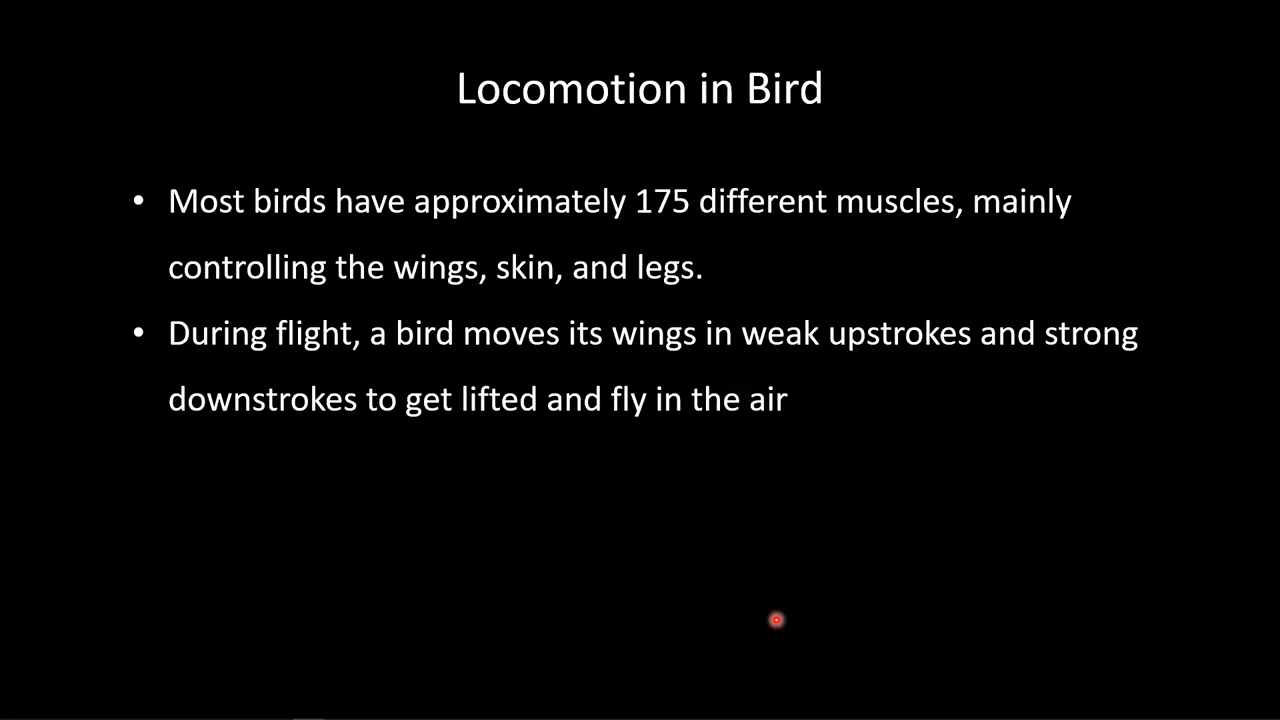 Locomotion in Bird
• Most birds have approximately 175 different muscles, mainly
controlling the wings, skin, and legs.
• During flight, a bird moves its wings in weak upstrokes and strong
downstrokes to get lifted and fly in the air